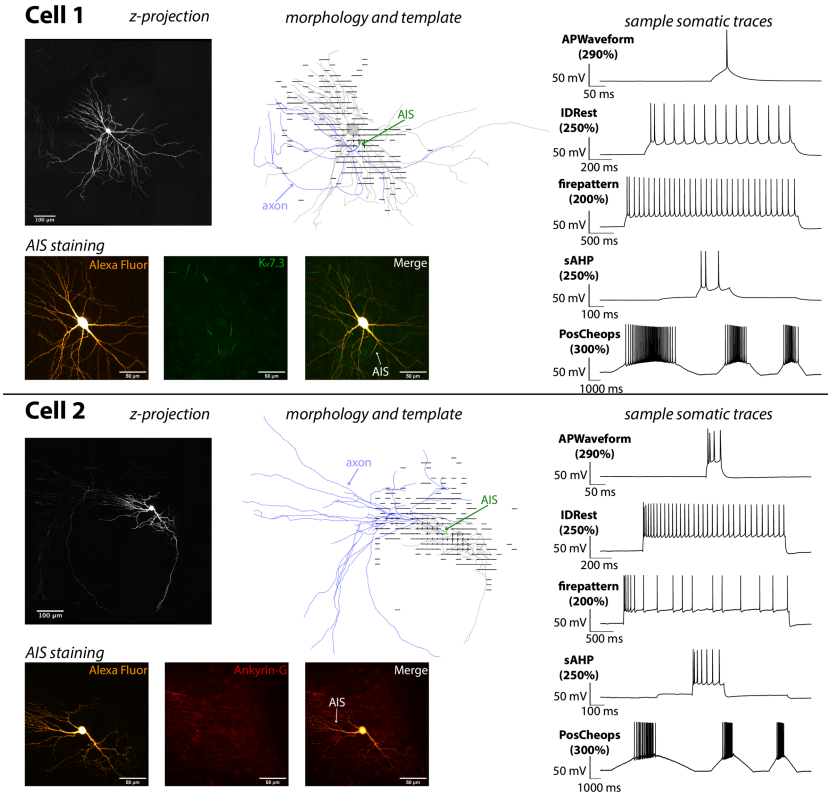 Cell 1
z-projection
morphology and template
sample somatic traces
100 µm
AIS
axon
APWaveform
(290%)
50 mV
50 ms
IDRest
(250%)
50 mV
200 ms
firepattern
(200%)
50 mV
500 ms
sAHP
(250%)
50 mV
100 ms
PosCheops
(300%)
50 mV
1000 ms
AIS staining
Alexa Fluor
50 µm
Kv7.3
50 µm
Merge
AIS
50 µm
Cell 2
z-projection
morphology and template
sample somatic traces
100 µm
axon
AIS
APWaveform
(290%)
50 mV
50 ms
IDRest
(250%)
50 mV
200 ms
firepattern
(200%)
50 mV
500 ms
sAHP
(250%)
50 mV
100 ms
PosCheops
(300%)
50 mV
1000 ms
AIS staining
Alexa Fluor
50 µm
Ankyrin-G
50 µm
Merge
AIS
50 µm